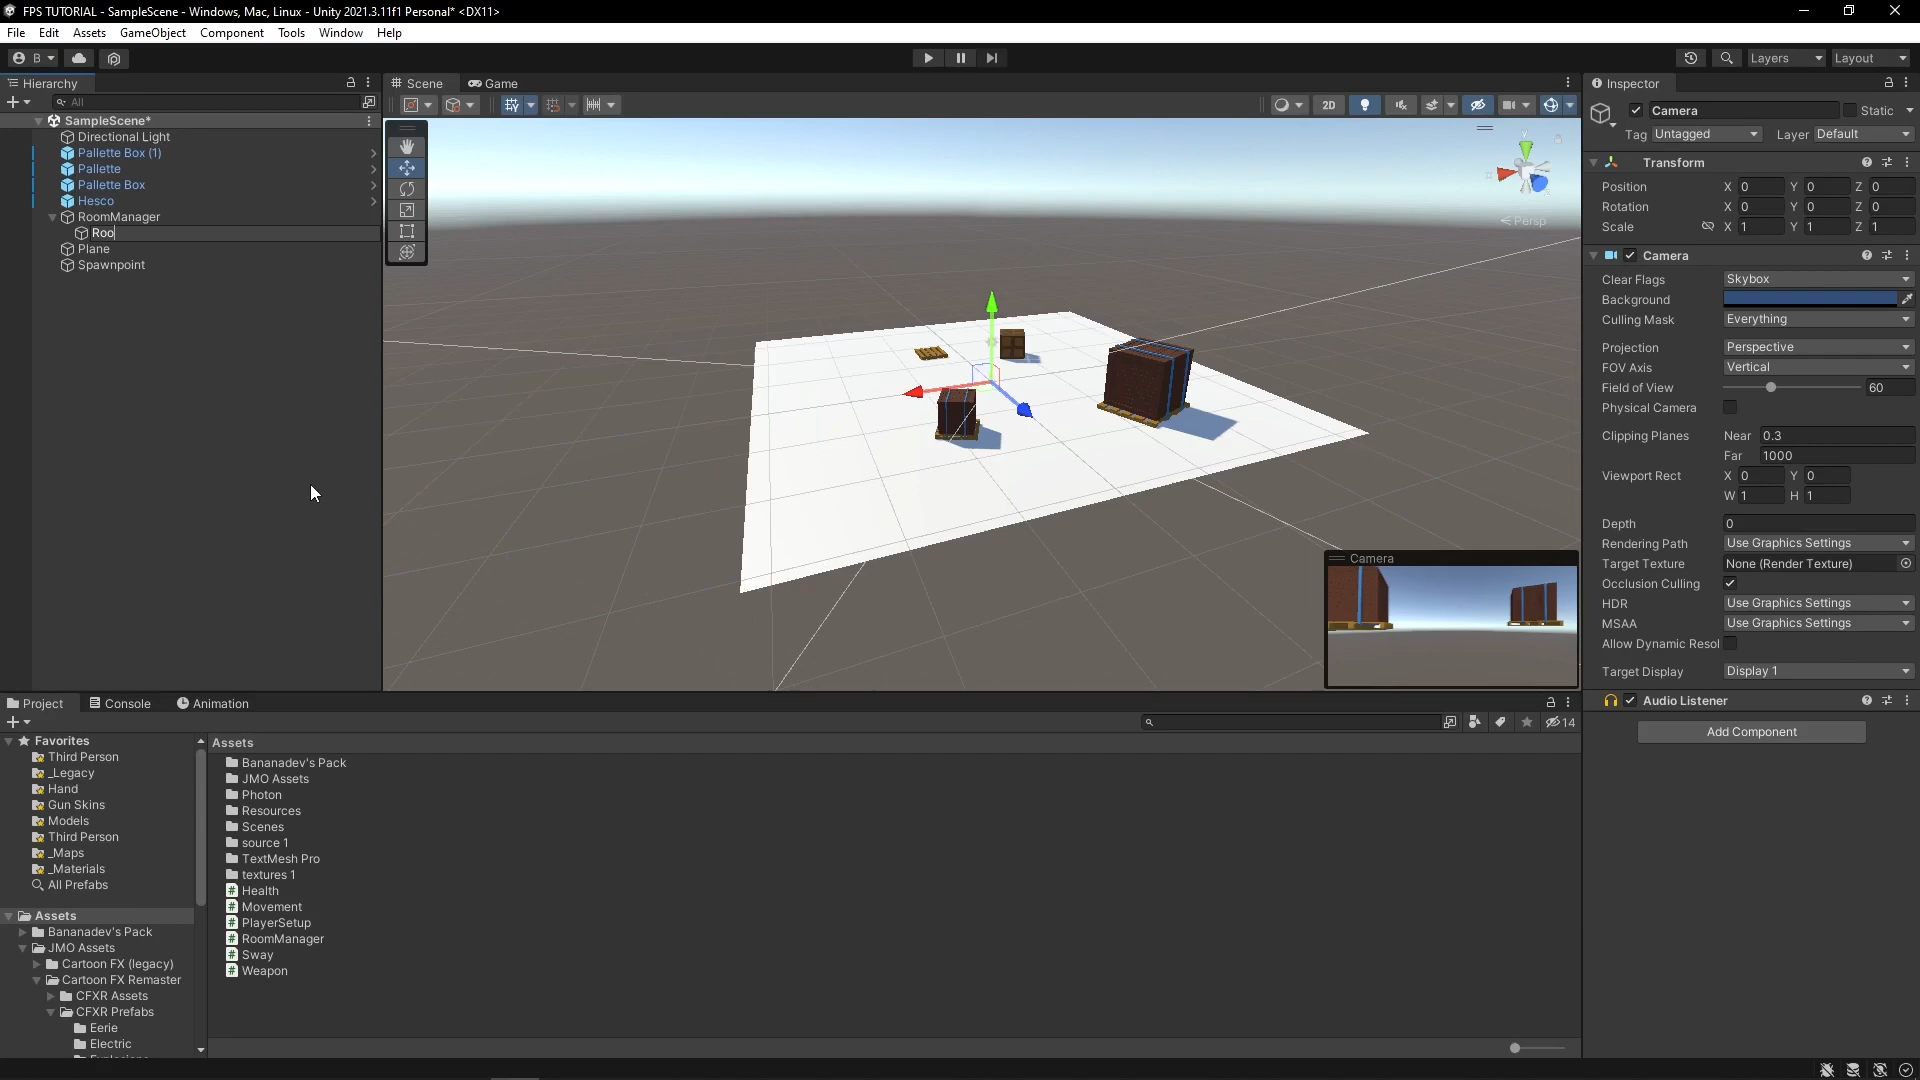 FPS TUTORIAL - SampleScene - Windows, Mac, Linux - Unity 2021.3.11f1 Personal* <DX11>
File Edit Assets GameObject Component Tools Window Help
B
Layers Layout
Hierarchy
All
SampleScene*
Directional Light
Pallette Box (1)
Pallette
Pallette Box
Hesco
RoomManager
Roo
Plane
Spawnpoint
Scene Game
2D
y
Persp
Camera
Inspector
Camera Static
Tag Untagged Layer Default
Transform
Position X 0 Y 0 Z 0
Rotation X 0 Y 0 Z 0
Scale X 1 Y 1 Z 1
Camera
Clear Flags Skybox
Background
Culling Mask Everything
Projection Perspective
FOV Axis Vertical
Field of View 60
Physical Camera
Clipping Planes Near 0.3
Far 1000
Viewport Rect X 0 Y 0
W 1 H 1
Depth 0
Rendering Path Use Graphics Settings
Target Texture None (Render Texture)
Occlusion Culling
HDR Use Graphics Settings
MSAA Use Graphics Settings
Allow Dynamic Resol
Target Display Display 1
Audio Listener
Add Component
Project Console Animation
14
Favorites
Third Person
_Legacy
Hand
Gun Skins
Models
Third Person
_Maps
_Materials
All Prefabs
Assets
Bananadev's Pack
JMO Assets
Cartoon FX (legacy)
Cartoon FX Remaster
CFXR Assets
CFXR Prefabs
Eerie
Electric
Assets
Bananadev's Pack
JMO Assets
Photon
Resources
Scenes
source 1
TextMesh Pro
textures 1
Health
Movement
PlayerSetup
RoomManager
Sway
Weapon